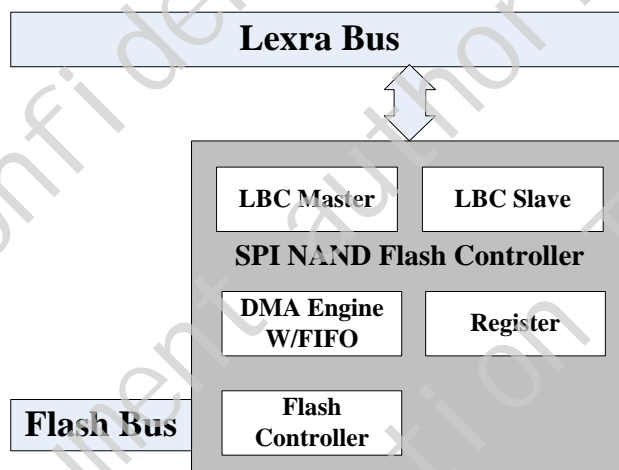 Lexra Bus
LBC Master
LBC Slave
SPI NAND Flash Controller
DMA Engine
W/FIFO
Register
Flash Bus
Flash
Controller